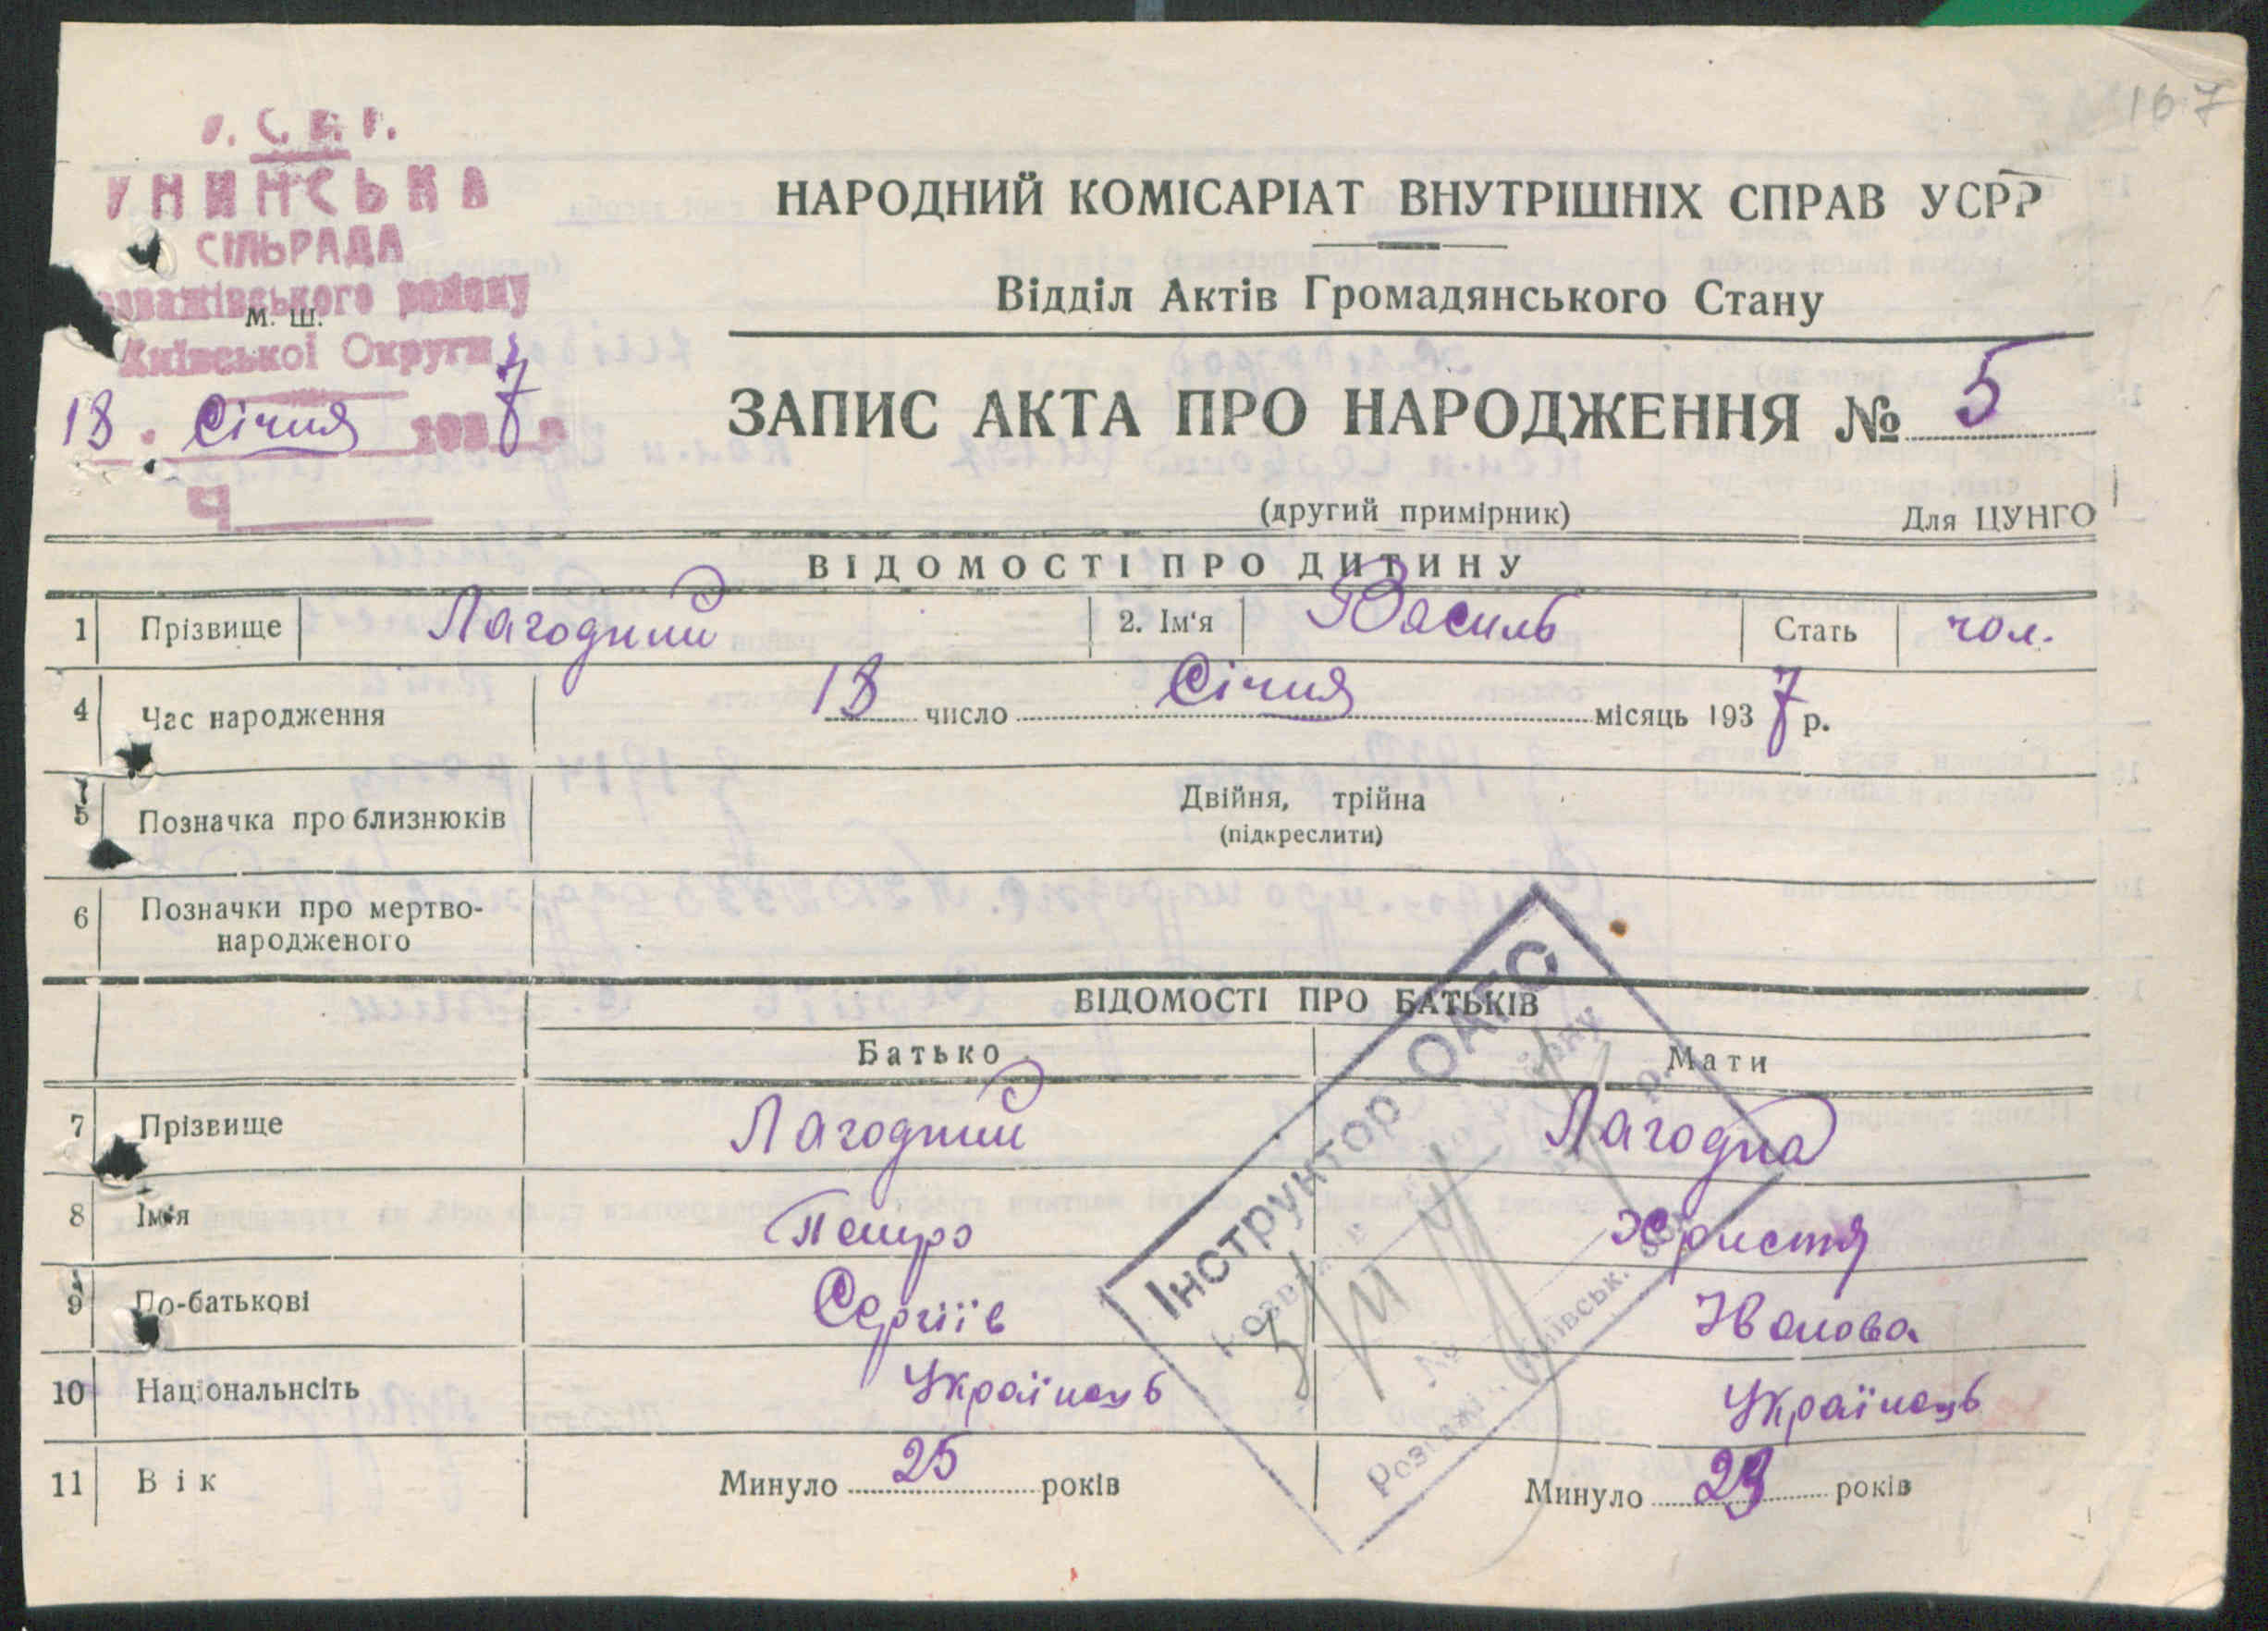 167
У. С. Р. Р.
УНИНСЬКА
СІЛЬРАДА
Розважівського району
м. ш.
Київської Округи
18 Січня 1937 р
Ч
НАРОДНИЙ КОМІСАРІАТ ВНУТРІШНІХ СПРАВ УСРР
Відділ Актів Громадянського Стану
ЗАПИС АКТА ПРО НАРОДЖЕННЯ № 5
(другий примірник) Для ЦУНГО
ВІДОМОСТІ ПРО ДИТИНУ
1 Прізвище Лагодний 2. Ім'я Василь Стать чол.
4 Час народження 18 число Січня місяць 1937 р.
5 Позначка про близнюків Двійня, трійна
(підкреслити)
6 Позначки про мертво-
народженого
ВІДОМОСТІ ПРО БАТЬКІВ
Батько Мати
7 Прізвище Лагодний Лагодна
8 Ім'я Петро Христя
9 По-батькові Сергіїв Іванова
10 Національнсіть Українець Українець
11 Вік Минуло 25 років Минуло 23 років
Інструктор ОАГС